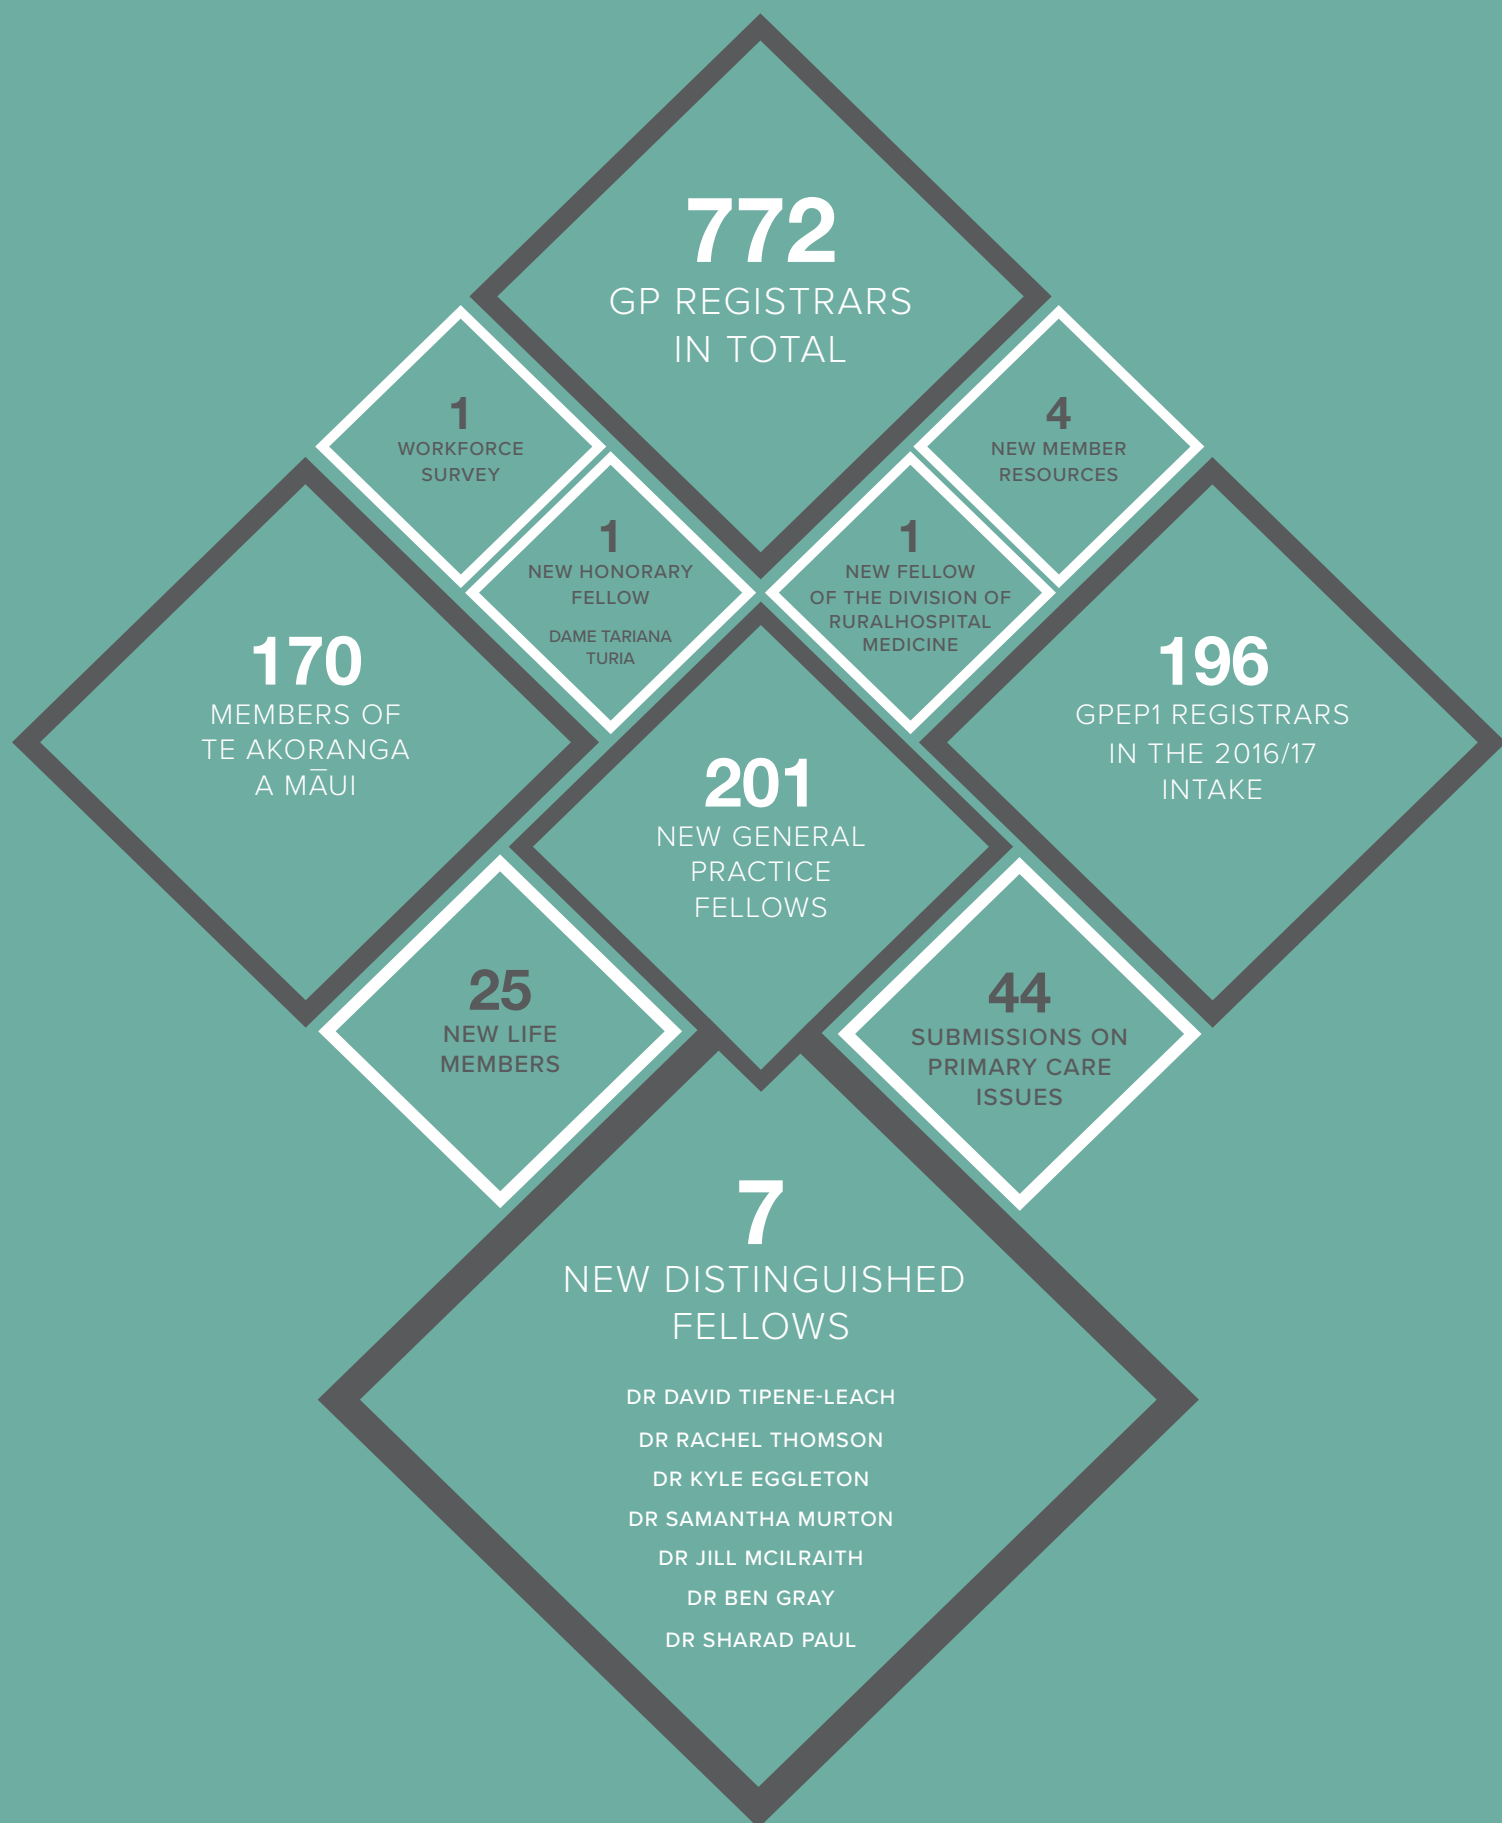 772
GP REGISTRARS
IN TOTAL
1
WORKFORCE
SURVEY
4
NEW MEMBER
RESOURCES
1
NEW HONORARY
FELLOW
DAME TARIANA
TURIA
1
NEW FELLOW
OF THE DIVISION OF
RURALHOSPITAL
MEDICINE
170
MEMBERS OF
TE AKORANGA
A MĀUI
196
GPEP1 REGISTRARS
IN THE 2016/17
INTAKE
201
NEW GENERAL
PRACTICE
FELLOWS
25
NEW LIFE
MEMBERS
44
SUBMISSIONS ON
PRIMARY CARE
ISSUES
7
NEW DISTINGUISHED
FELLOWS
DR DAVID TIPENE-LEACH
DR RACHEL THOMSON
DR KYLE EGGLETON
DR SAMANTHA MURTON
DR JILL MCILRAITH
DR BEN GRAY
DR SHARAD PAUL